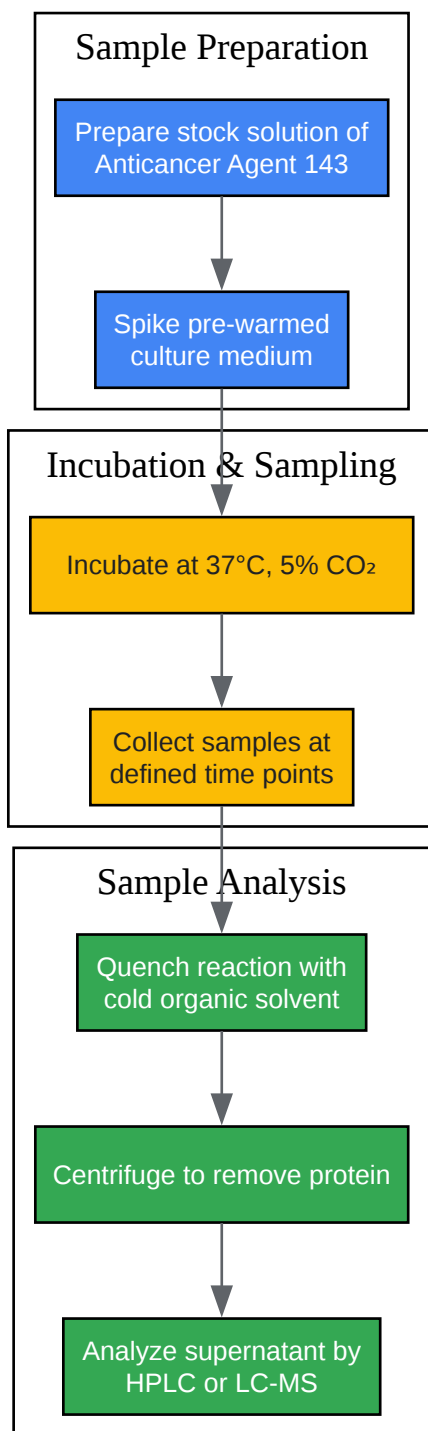 Sample Preparation
Prepare stock solution of
Anticancer Agent 143
Spike pre-warmed
culture medium
Incubation & Sampling
Incubate at 37°C, 5% CO₂
Collect samples at
defined time points
Sample Analysis
Quench reaction with
cold organic solvent
Centrifuge to remove protein
Analyze supernatant by
HPLC or LC-MS